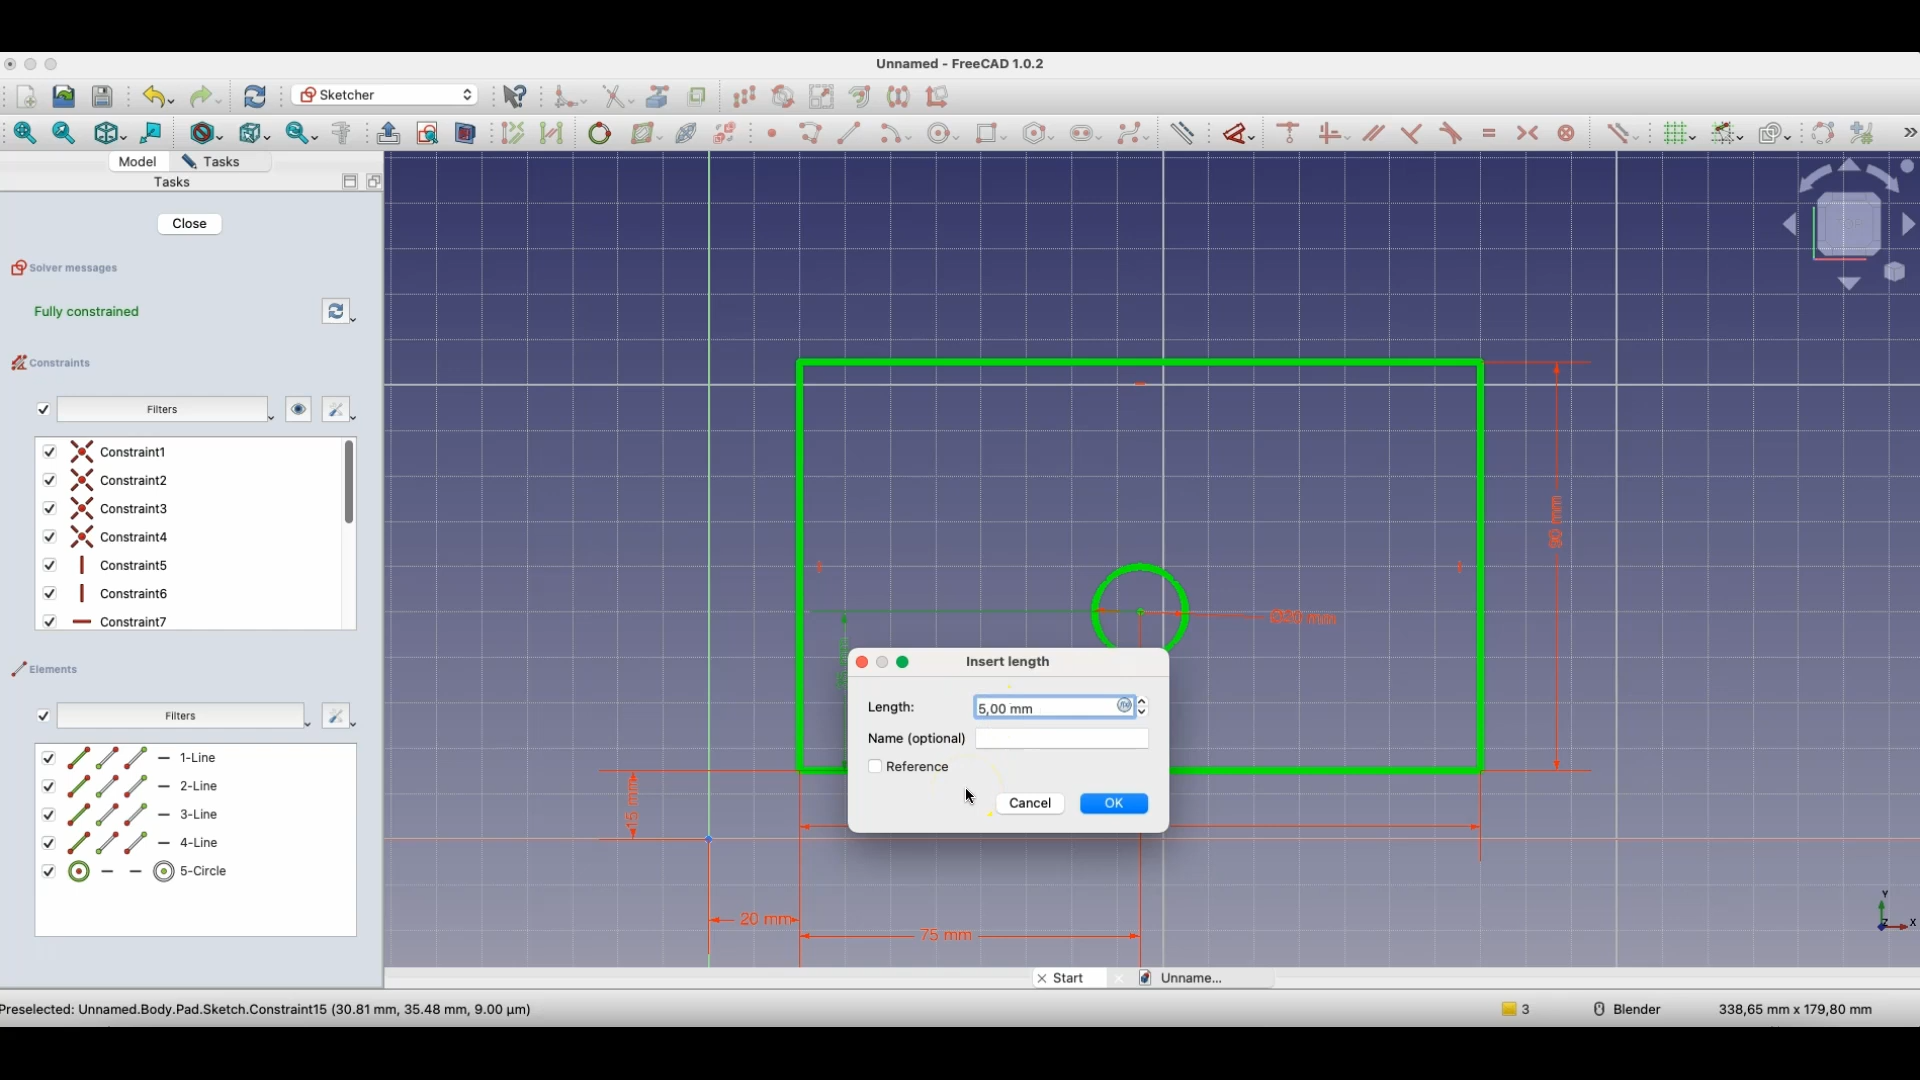 Unnamed - FreeCAD 1.0.2
Sketcher
Model
Tasks
Tasks
Close
Solver messages
Fully constrained
Constraints
Filters
Constraint1
Constraint2
Constraint3
Constraint4
Constraint5
Constraint6
Constraint7
Elements
Filters
1-Line
2-Line
3-Line
4-Line
5-Circle
90 mm
15 mm
20 mm
75 mm
Insert length
Length:
5,00 mm
Name (optional)
Reference
Cancel
OK
Y
Z
X
Start
Unname...
Preselected: Unnamed.Body.Pad.Sketch.Constraint15 (30.81 mm, 35.48 mm, 9.00 μm)
3
Blender
338,65 mm x 179,80 mm